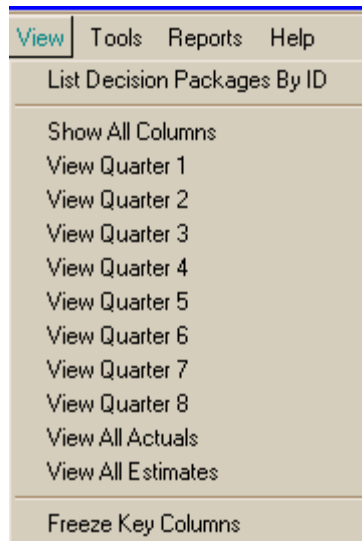 View Tools Reports Help
List Decision Packages By ID
Show All Columns
View Quarter 1
View Quarter 2
View Quarter 3
View Quarter 4
View Quarter 5
View Quarter 6
View Quarter 7
View Quarter 8
View All Actuals
View All Estimates
Freeze Key Columns